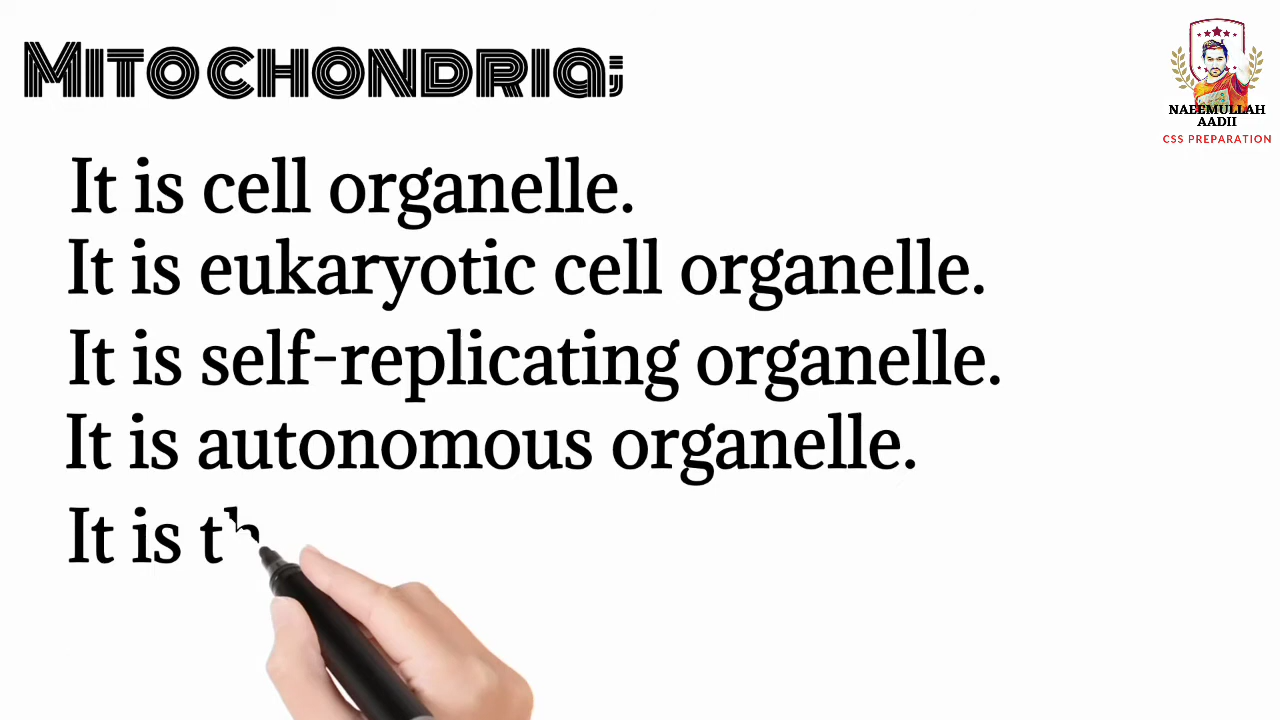 Mitochondria;
NAEEMULLAH
AADII
CSS PREPARATION
It is cell organelle.
It is eukaryotic cell organelle.
It is self-replicating organelle.
It is autonomous organelle.
It is